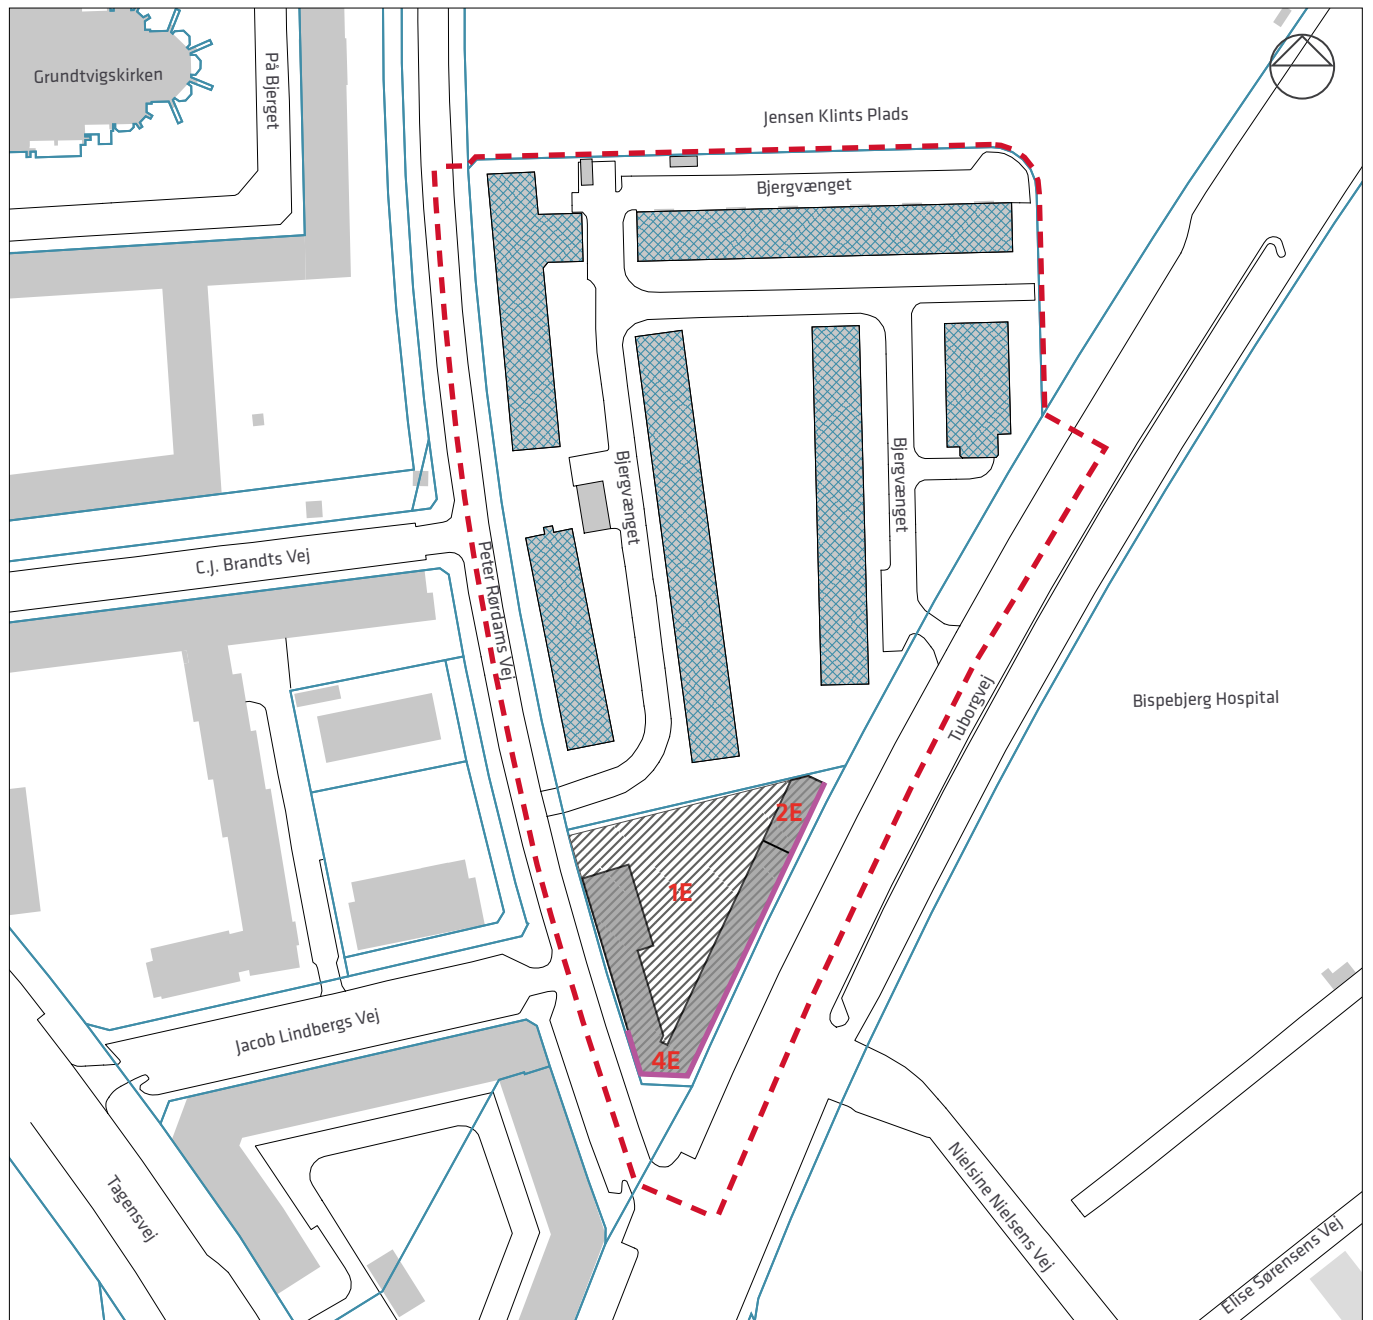 Grundtvigskirken
På Bjerget
Jensen Klints Plads
Bjergvænget
Bjergvænget
Bjergvænget
C.J. Brandts Vej
Peter Rørdams Vej
Tuborgvej
Bispebjerg Hospital
2E
1E
4E
Jacob Lindbergs Vej
Tagensvej
Nielsine Nielsens Vej
Elise Sørensens Vej